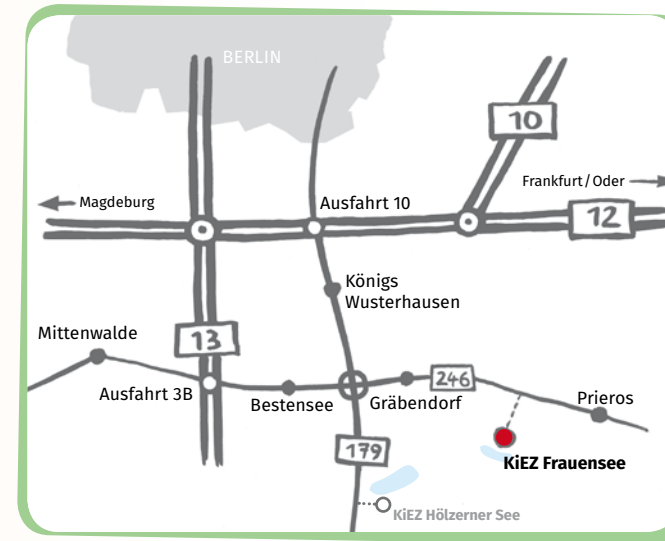 BERLIN
10
Frankfurt / Oder
Magdeburg
Ausfahrt 10
12
Königs
Wusterhausen
13
Mittenwalde
246
Ausfahrt 3B
Bestensee
Gräbendorf
Prieros
179
KiEZ Frauensee
KiEZ Hölzerner See